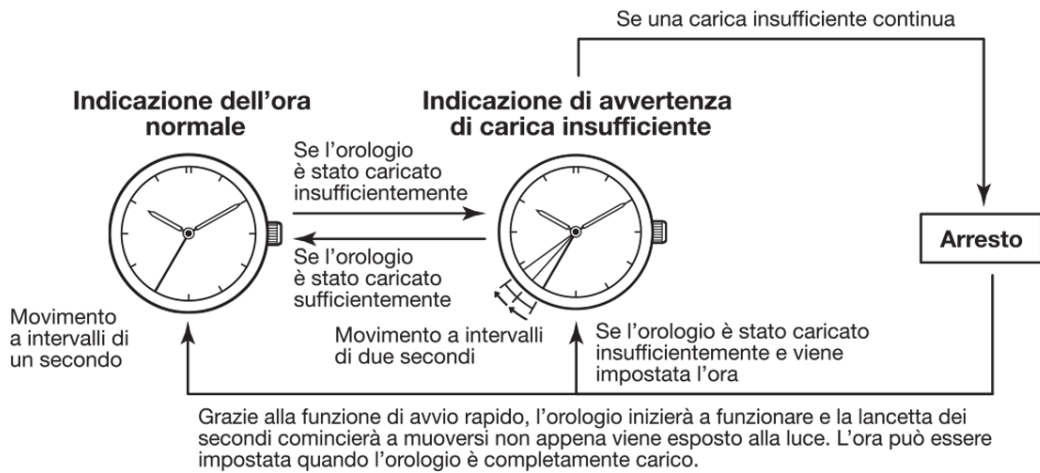 Se una carica insufficiente continua
Indicazione dell'ora
normale
Indicazione di avvertenza
di carica insufficiente
Se l'orologio
è stato caricato
insufficientemente
Se l'orologio
è stato caricato
sufficientemente
Arresto
Movimento
a intervalli di
un secondo
Movimento a intervalli
di due secondi
Se l'orologio è stato caricato
insufficientemente e viene
impostata l'ora
Grazie alla funzione di avvio rapido, l'orologio inizierà a funzionare e la lancetta dei
secondi comincierà a muoversi non appena viene esposto alla luce. L'ora può essere
impostata quando l'orologio è completamente carico.